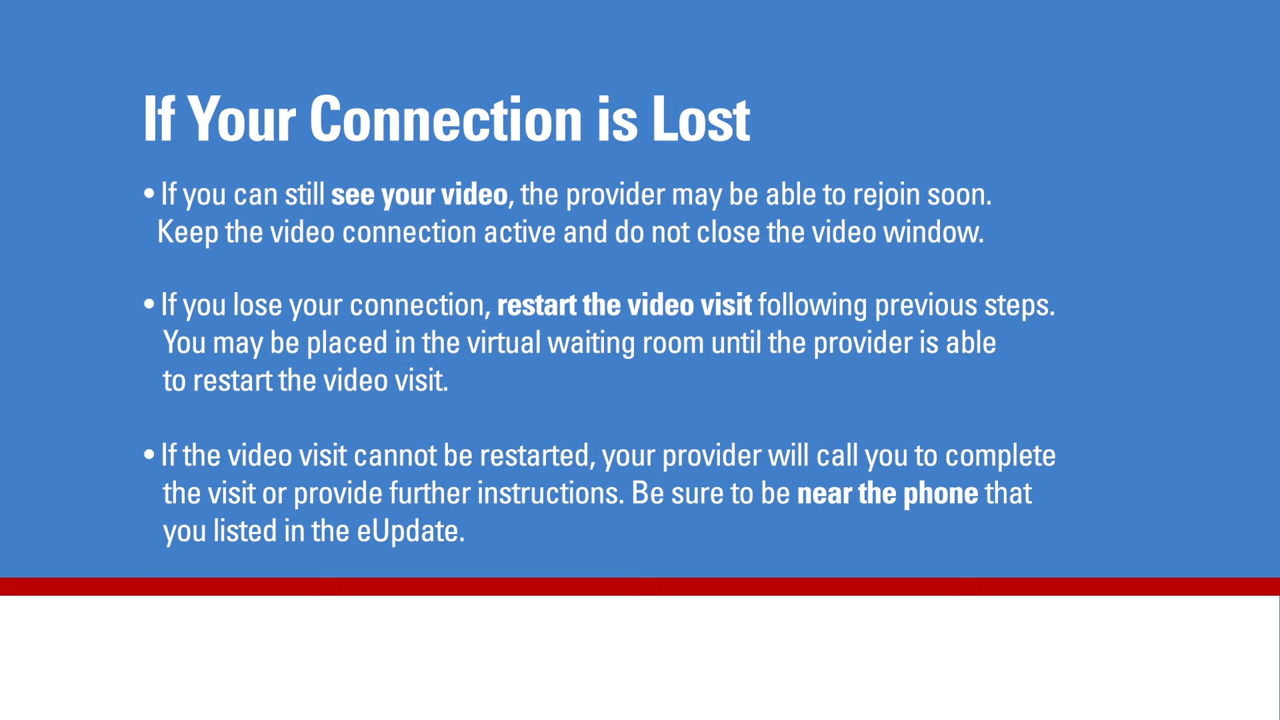 If Your Connection is Lost
• If you can still see your video, the provider may be able to rejoin soon.
Keep the video connection active and do not close the video window.
• If you lose your connection, restart the video visit following previous steps.
You may be placed in the virtual waiting room until the provider is able
to restart the video visit.
• If the video visit cannot be restarted, your provider will call you to complete
the visit or provide further instructions. Be sure to be near the phone that
you listed in the eUpdate.